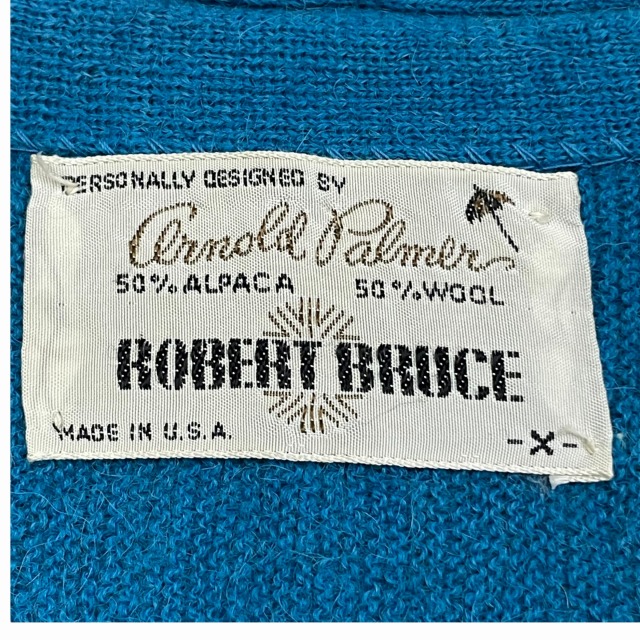 PERSONALLY DESIGNED BY
Arnold Palmer
50% ALPACA 50% WOOL
ROBERT BRUCE
MADE IN U.S.A. -X-